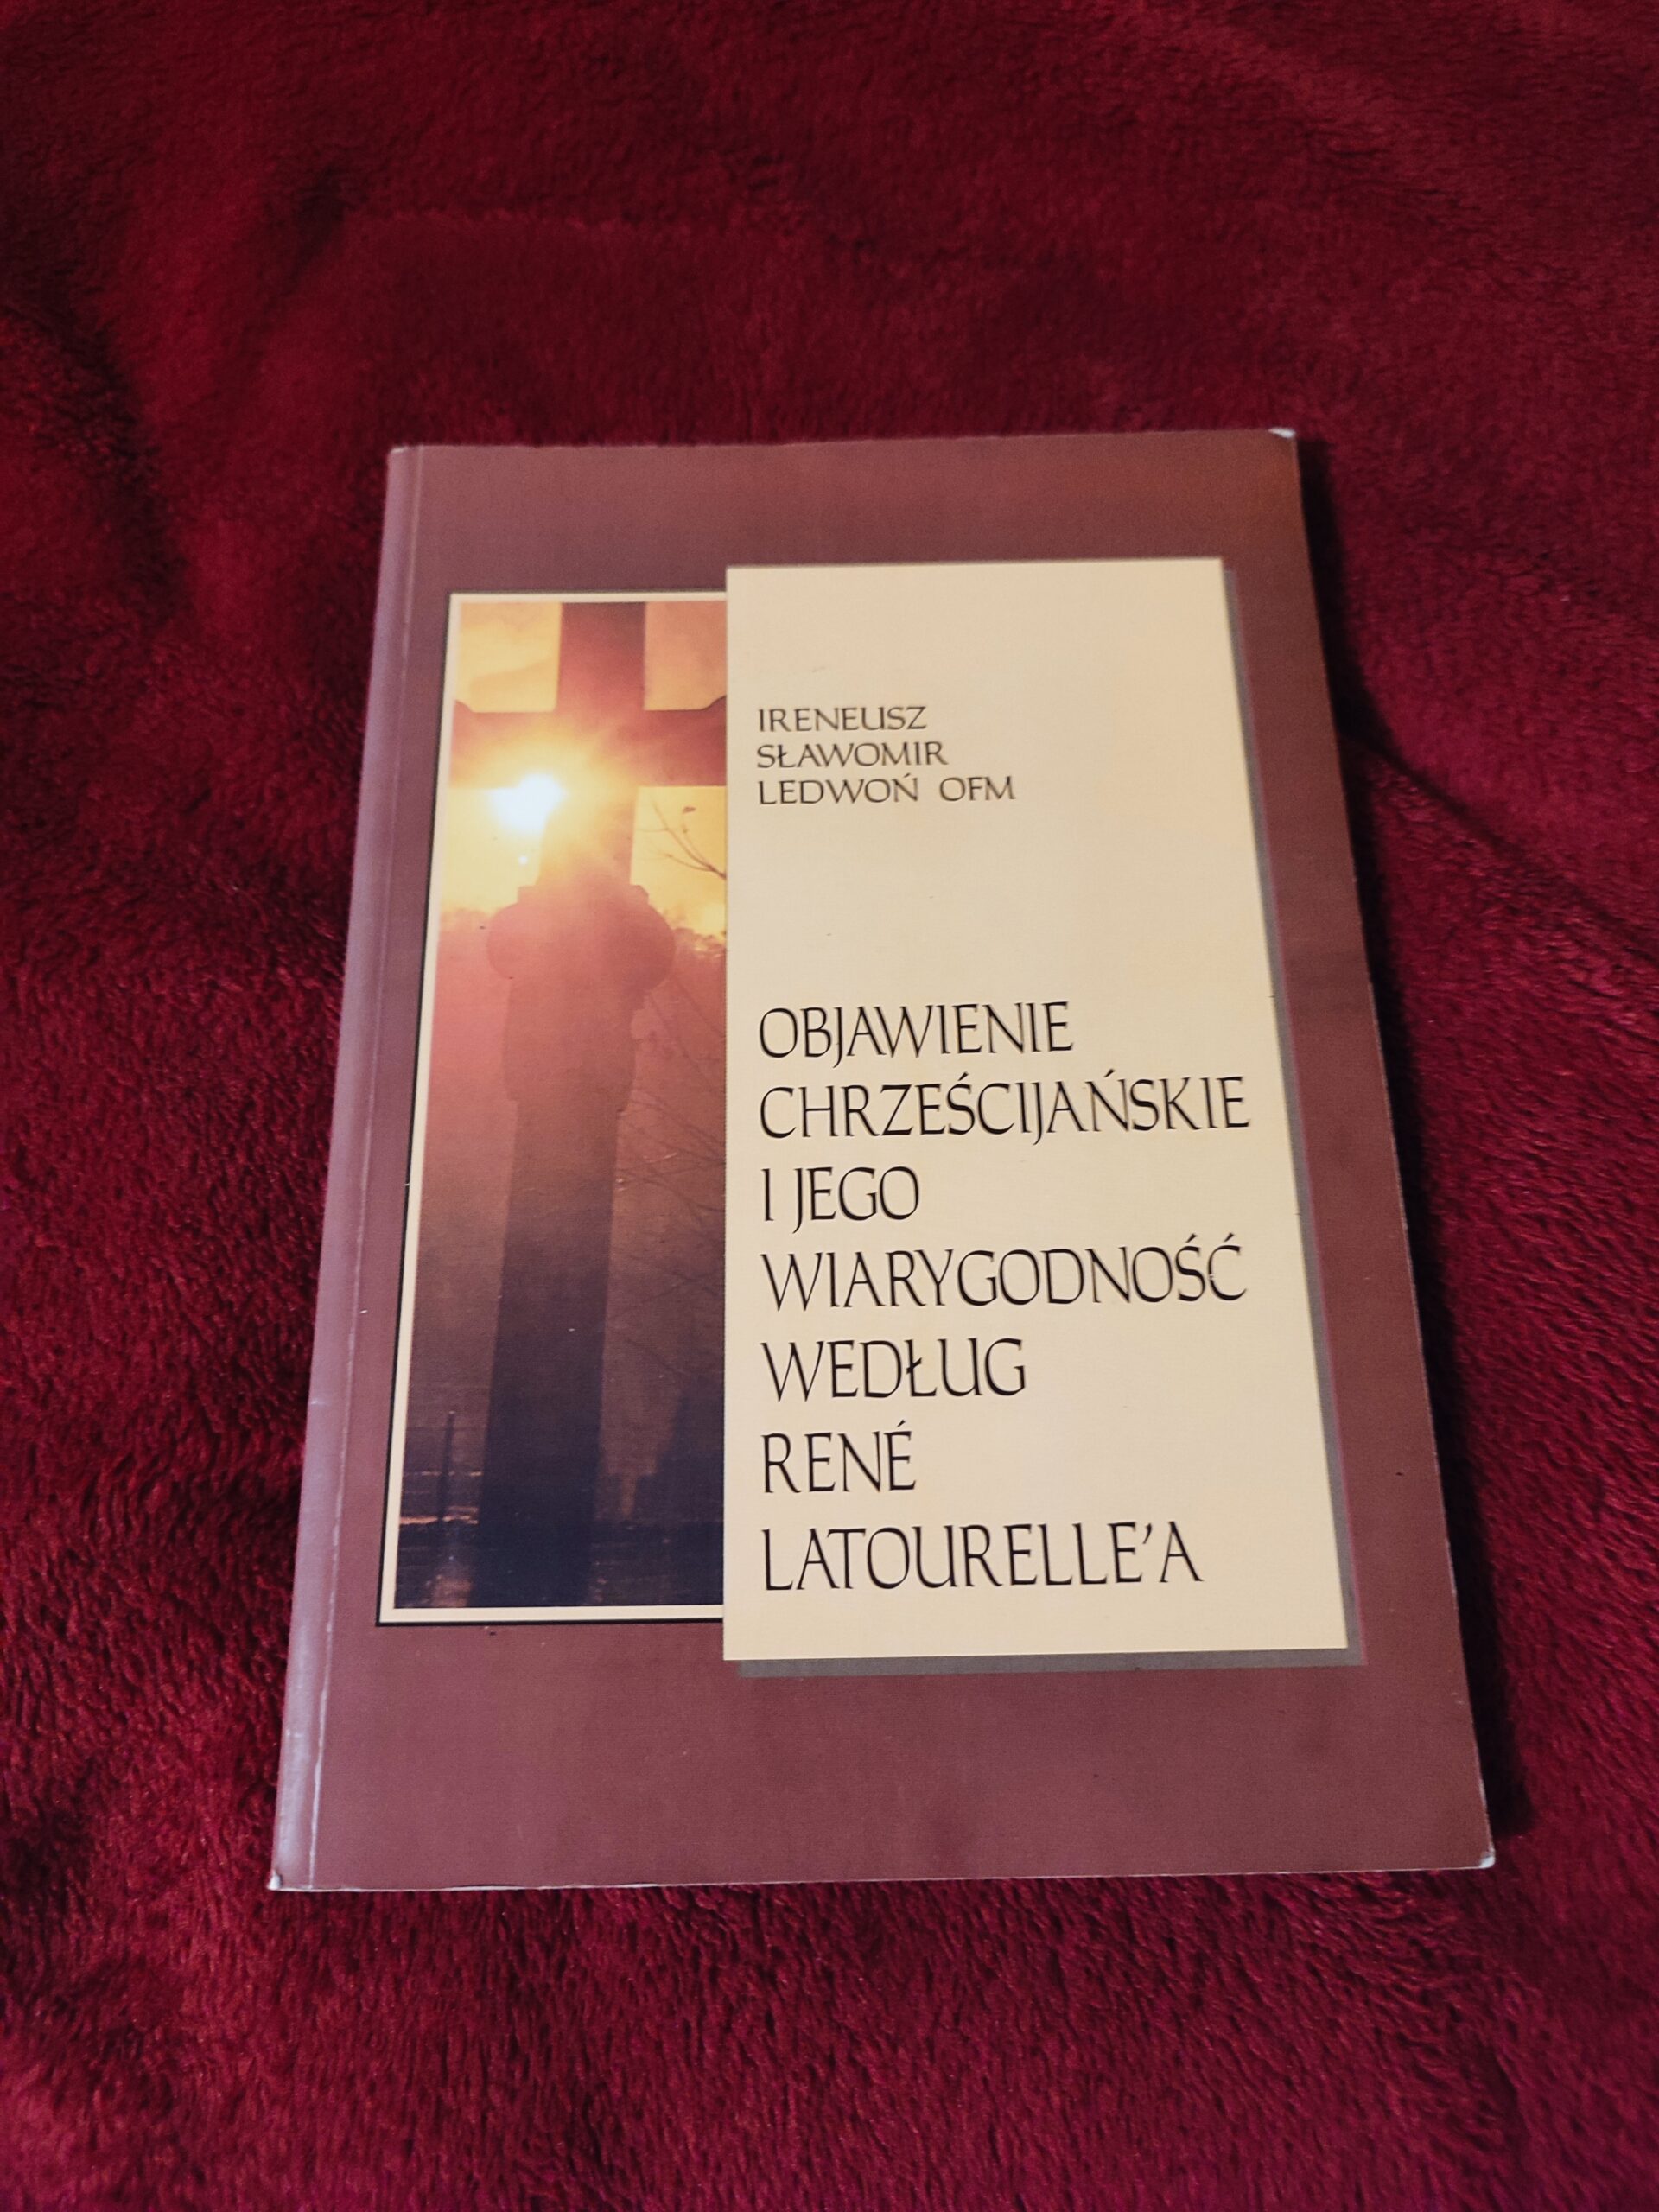 IRENEUSZ
SŁAWOMIR
LEDWOŃ OFM
OBJAWIENIE
CHRZEŚCIJAŃSKIE
I JEGO
WIARYGODNOŚĆ
WEDŁUG
RENÉ
LATOURELLE'A